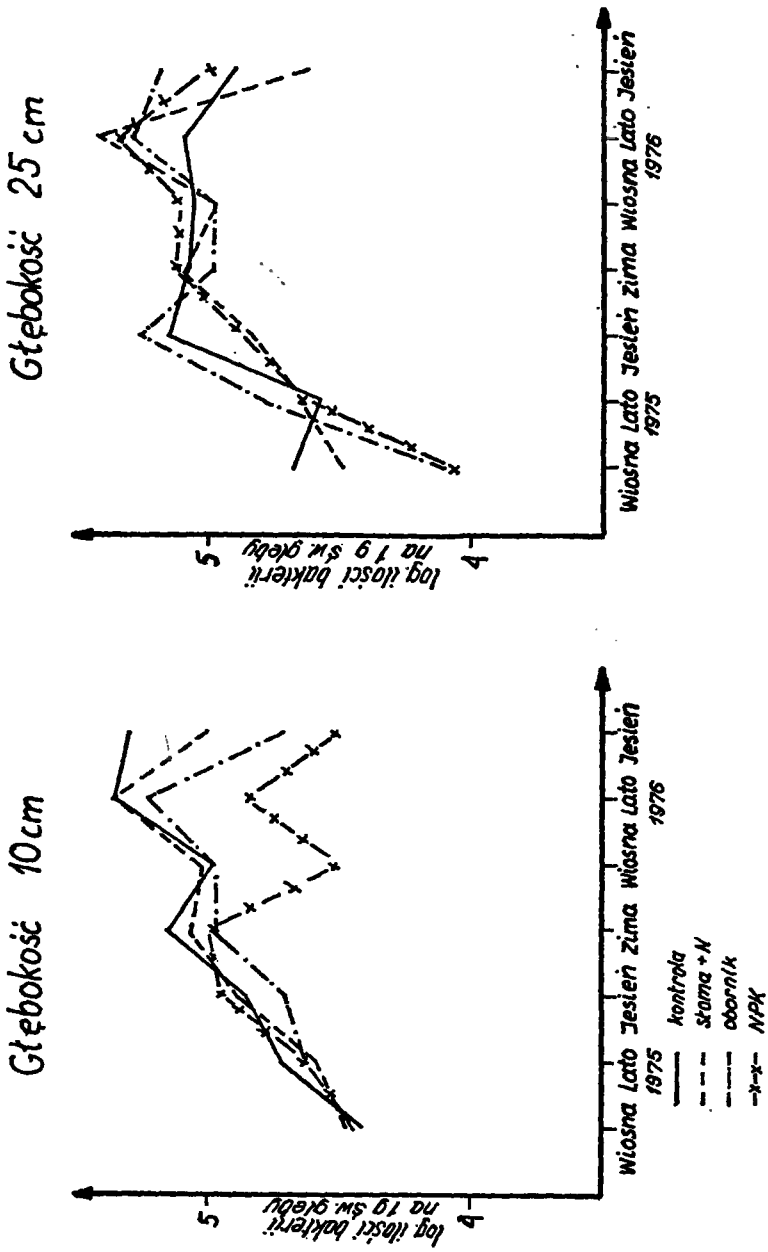 Głębokość 10 cm
log. ilości bakterii
na 1g św. gleby
5
4
Wiosna Lato Jesień Zima Wiosna Lato Jesień
1975 1976
kontrola
słoma + N
obornik
-x-x- NPK
Głębokość 25 cm
log. ilości bakterii
na 1 g św. gleby
5
4
Wiosna Lato Jesień Zima Wiosna Lato Jesień
1975 1976